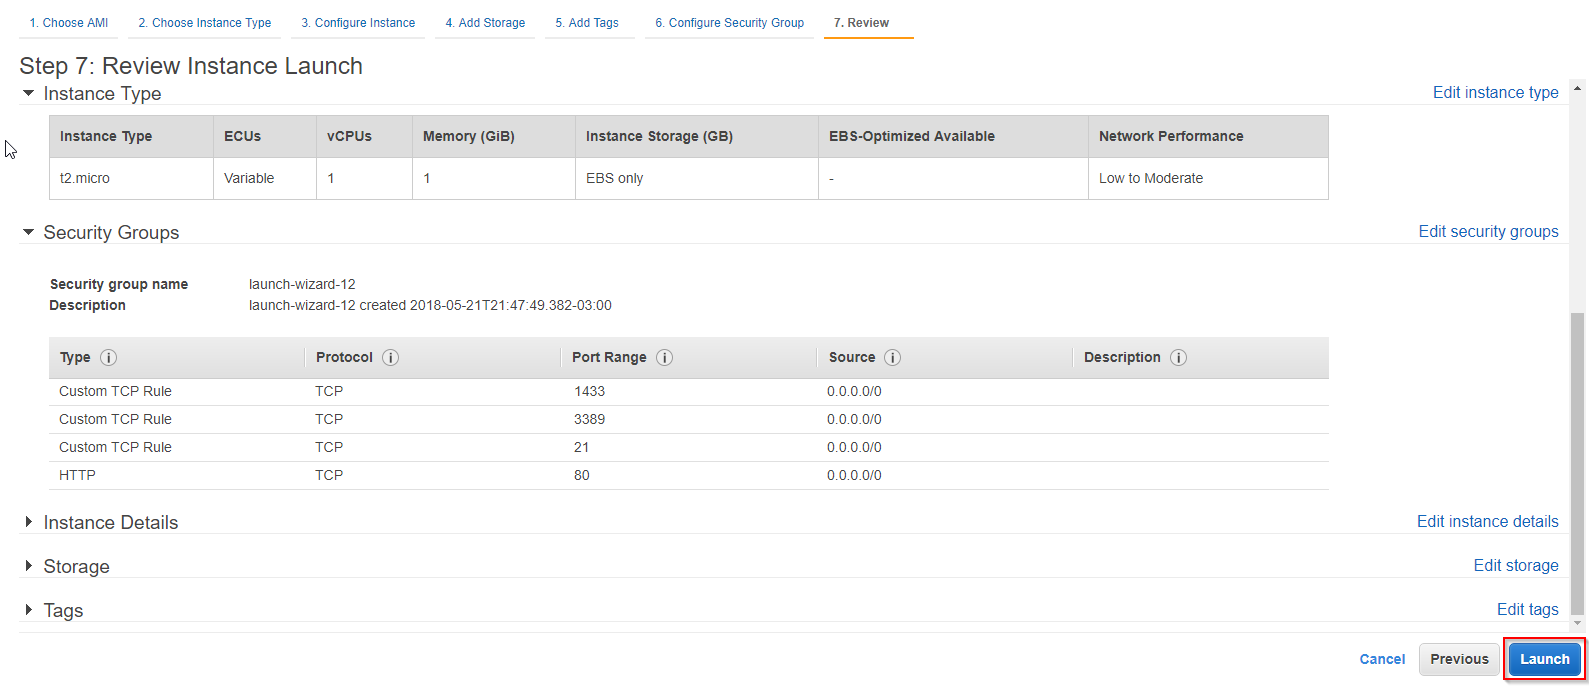 1. Choose AMI 2. Choose Instance Type 3. Configure Instance 4. Add Storage 5. Add Tags 6. Configure Security Group 7. Review
Step 7: Review Instance Launch
Instance Type Edit instance type
Instance Type ECUs vCPUs Memory (GiB) Instance Storage (GB) EBS-Optimized Available Network Performance
t2.micro Variable 1 1 EBS only - Low to Moderate
Security Groups Edit security groups
Security group name launch-wizard-12
Description launch-wizard-12 created 2018-05-21T21:47:49.382-03:00
Type i Protocol i Port Range i Source i Description i
Custom TCP Rule TCP 1433 0.0.0.0/0
Custom TCP Rule TCP 3389 0.0.0.0/0
Custom TCP Rule TCP 21 0.0.0.0/0
HTTP TCP 80 0.0.0.0/0
Instance Details Edit instance details
Storage Edit storage
Tags Edit tags
Cancel Previous Launch